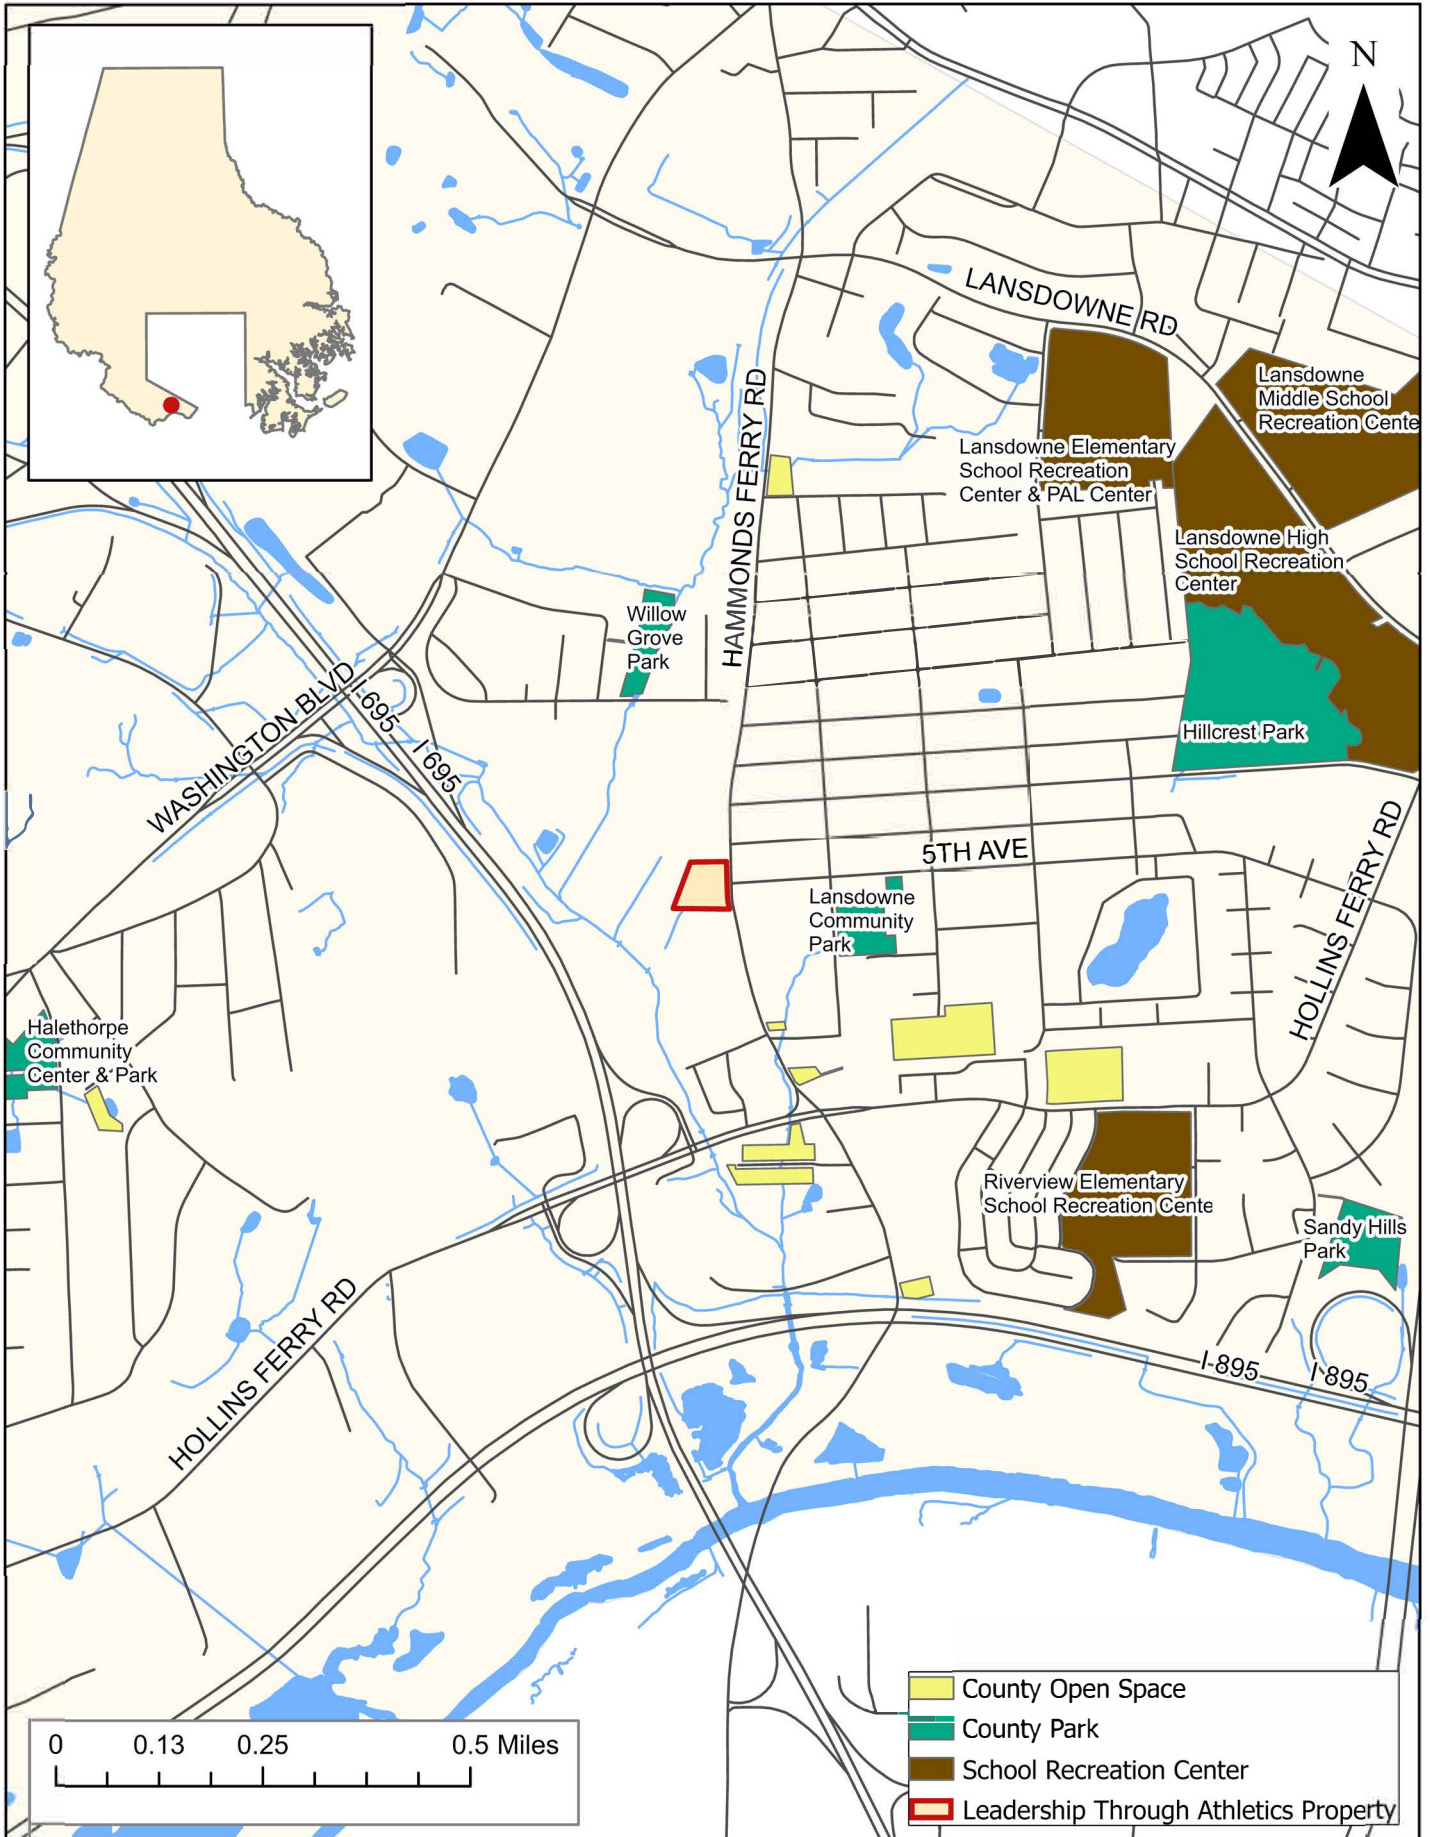 N
LANSDOWNE RD
Lansdowne
Middle School
Recreation Cente
HAMMONDS FERRY RD
Lansdowne Elementary
School Recreation
Center & PAL Center
Lansdowne High
School Recreation
Center
Willow
Grove
Park
WASHINGTON BLVD
I 695
I 695
Hillcrest Park
5TH AVE
HOLLINS FERRY RD
Lansdowne
Community
Park
Halethorpe
Community
Center & Park
Riverview Elementary
School Recreation Cente
Sandy Hills
Park
HOLLINS FERRY RD
I 895
I 895
0 0.13 0.25 0.5 Miles
County Open Space
County Park
School Recreation Center
Leadership Through Athletics Property